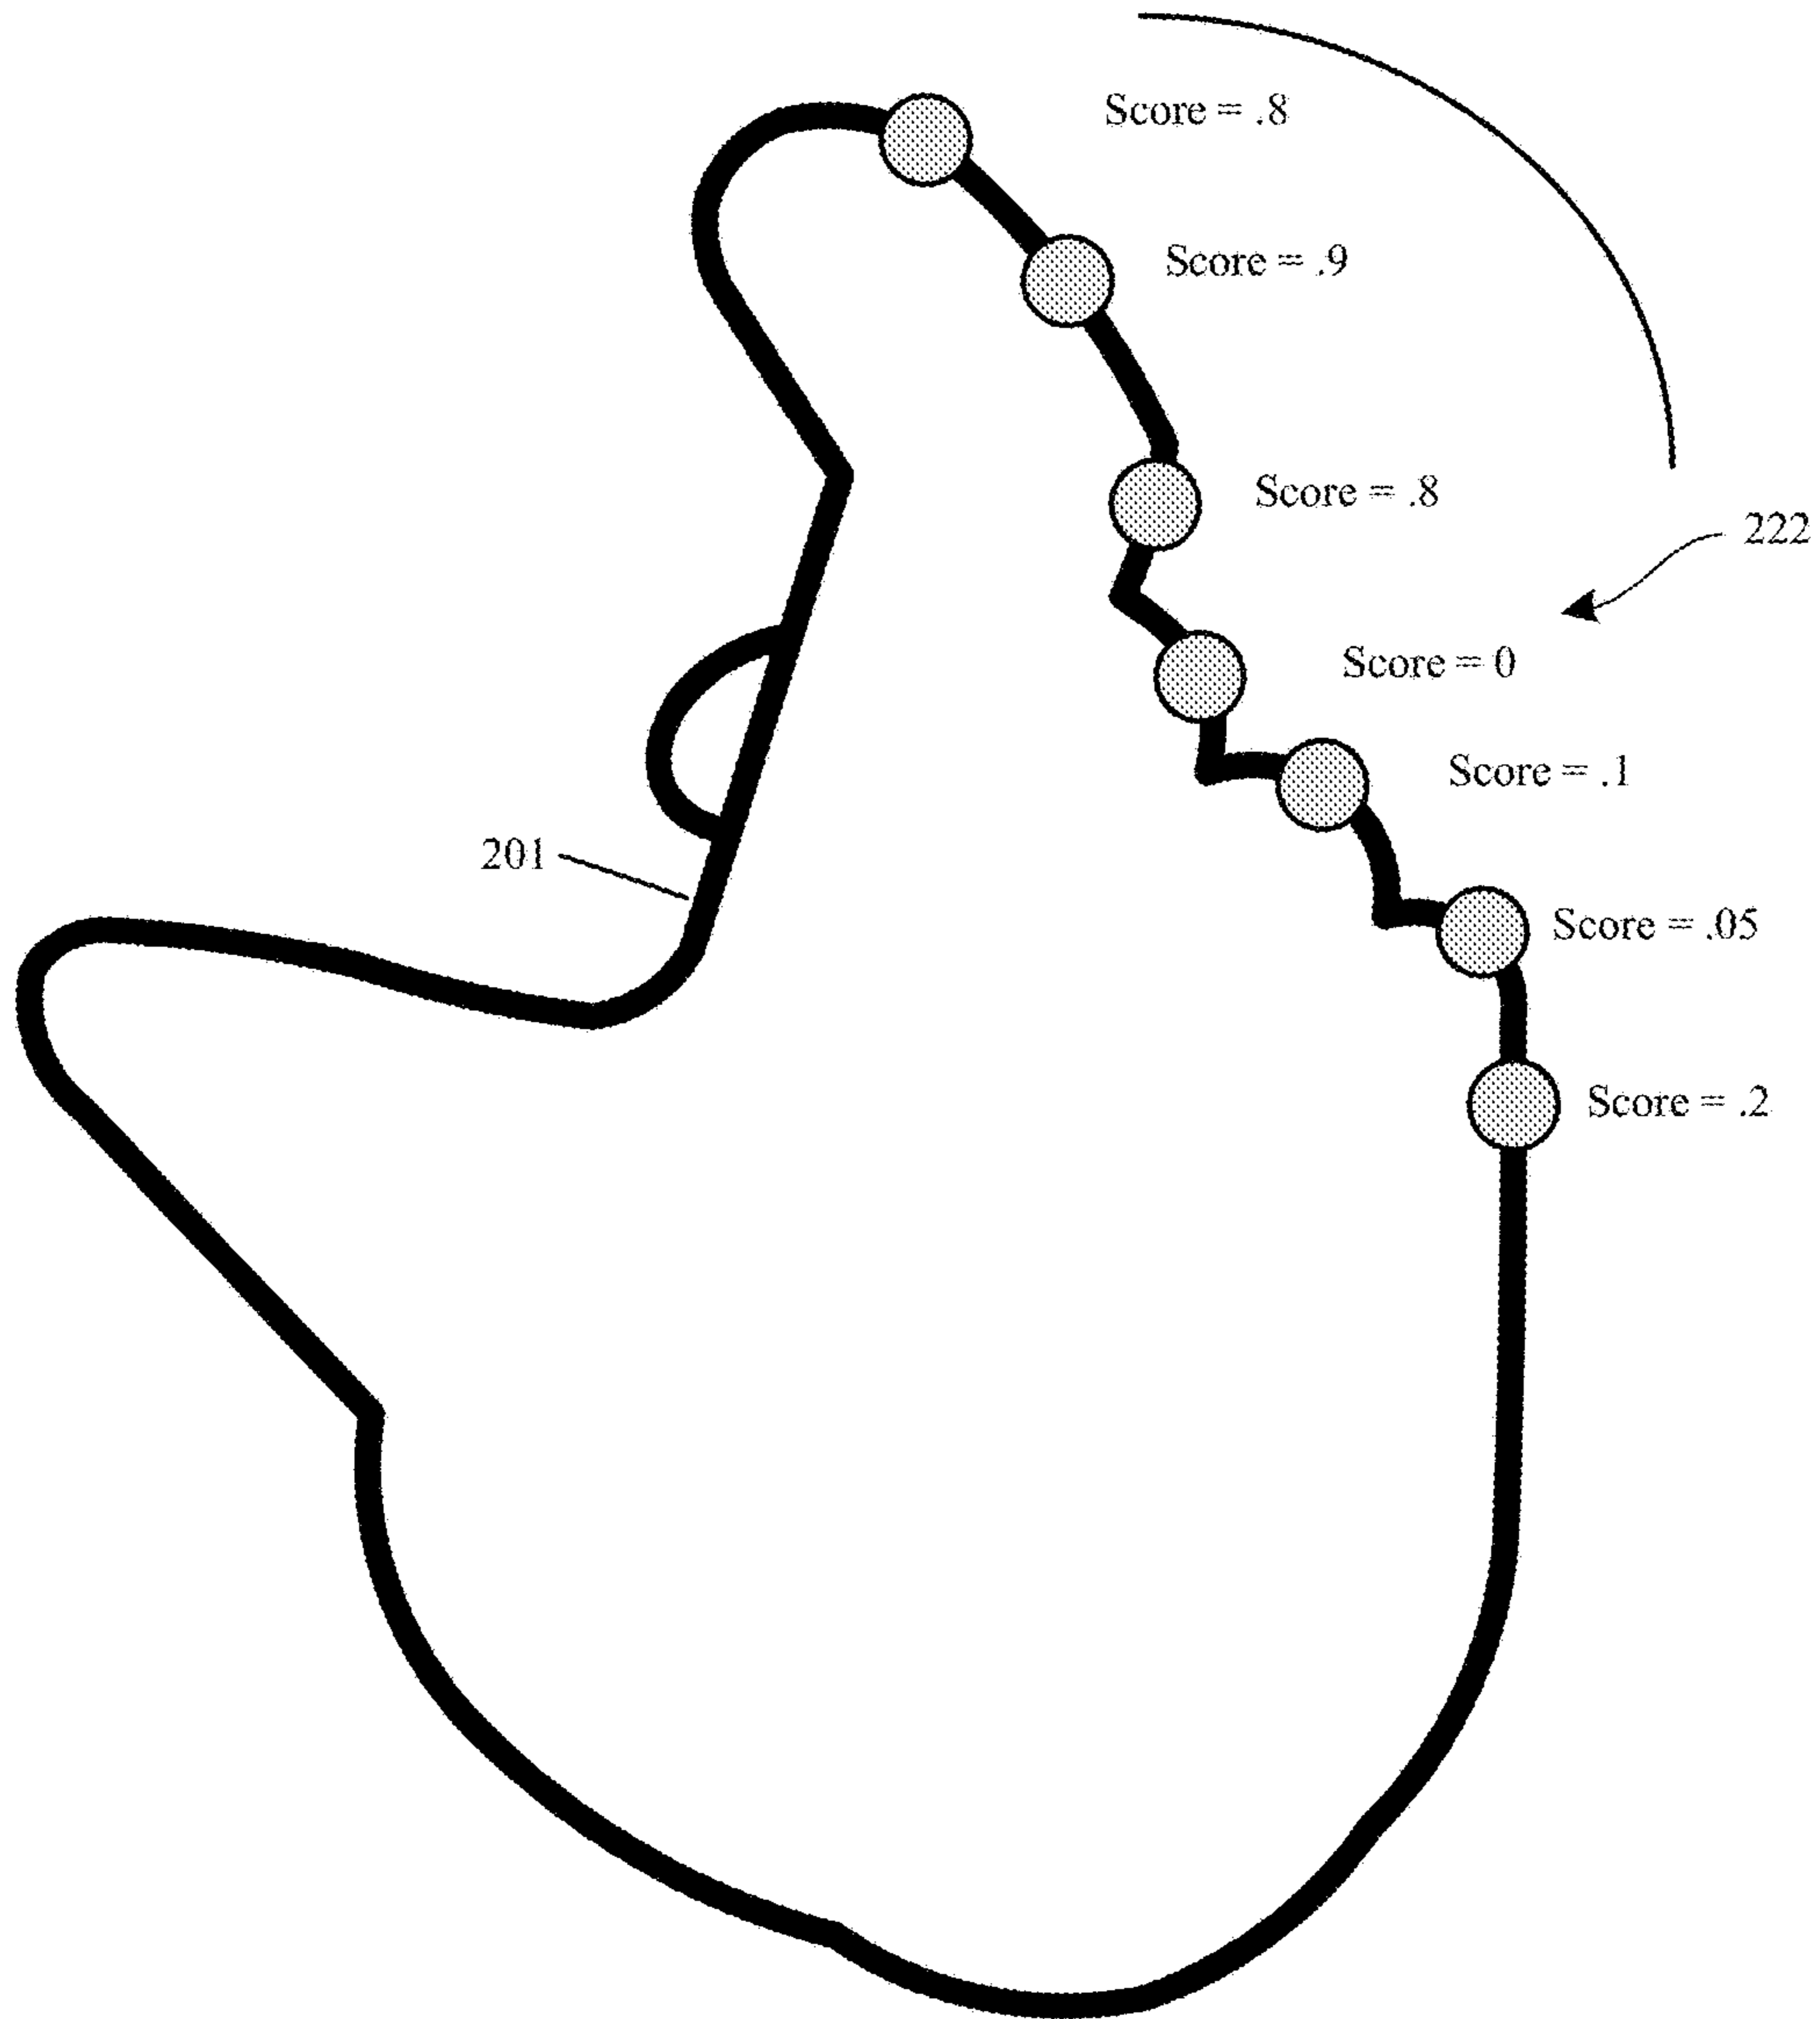 Score = .8
Score = .9
Score = .8
222
Score = 0
Score = .1
201
Score = .05
Score = .2